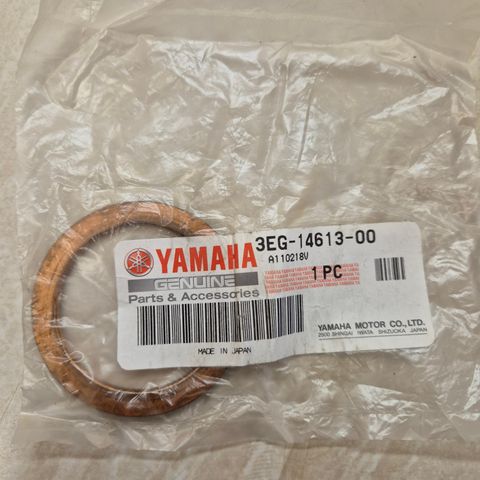 YAMAHA
GENUINE
Parts & Accessories
3EG-14613-00
A110218V
1 PC
MADE IN JAPAN
YAMAHA MOTOR CO., LTD.
2500 SHINGAI IWATA SHIZUOKA JAPAN